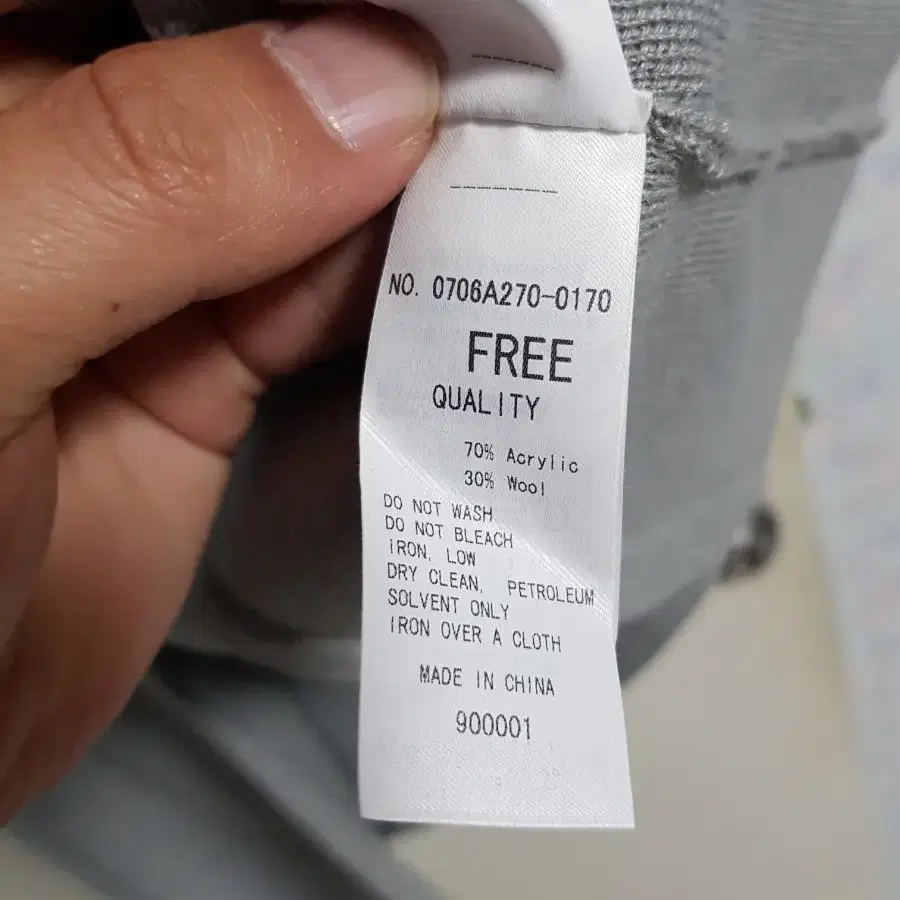 NO. 0706A270-0170
FREE
QUALITY
70% Acrylic
30% Wool
DO NOT WASH
DO NOT BLEACH
IRON, LOW
DRY CLEAN, PETROLEUM
SOLVENT ONLY
IRON OVER A CLOTH
MADE IN CHINA
900001